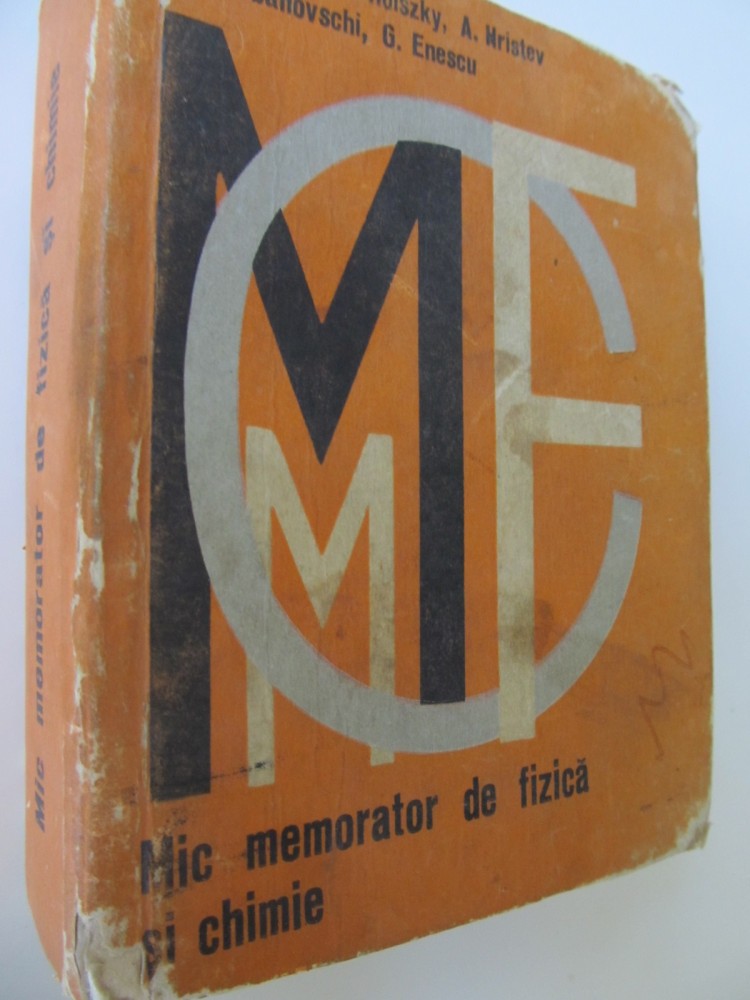 A. Hristev
G. Enescu
Mic memorator de fizică
și chimie
Mic memorator de fizică și chimie